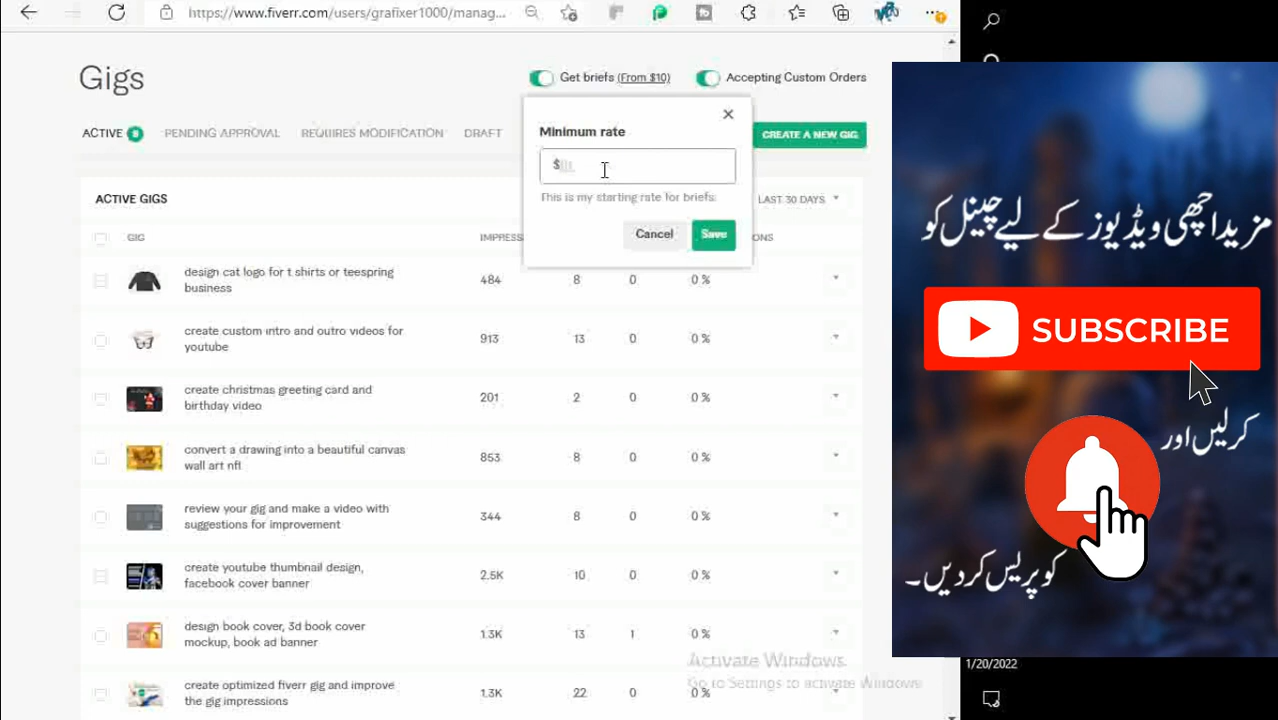 https://www.fiverr.com/users/grafixer1000/manag...
Gigs
Get briefs (From $10)
Accepting Custom Orders
ACTIVE
PENDING APPROVAL
REQUIRES MODIFICATION
DRAFT
CREATE A NEW GIG
Minimum rate
$
This is my starting rate for briefs.
Cancel
Save
ACTIVE GIGS
LAST 30 DAYS
GIG
IMPRESS
ONS
design cat logo for t shirts or teespring
business
484 8 0 0 %
create custom intro and outro videos for
youtube
913 13 0 0 %
create christmas greeting card and
birthday video
201 2 0 0 %
convert a drawing into a beautiful canvas
wall art nft
853 8 0 0 %
review your gig and make a video with
suggestions for improvement
344 8 0 0 %
create youtube thumbnail design,
facebook cover banner
2.5K 10 0 0 %
design book cover, 3d book cover
mockup, book ad banner
1.3K 13 1 0 %
create optimized fiverr gig and improve
the gig impressions
1.3K 22 0 0 %
Activate Windows
Go to Settings to activate Windows.
مزید اچھی ویڈیوز کے لیے چینل کو
SUBSCRIBE
کر لیں اور
کو پریس کر دیں۔
1/20/2022